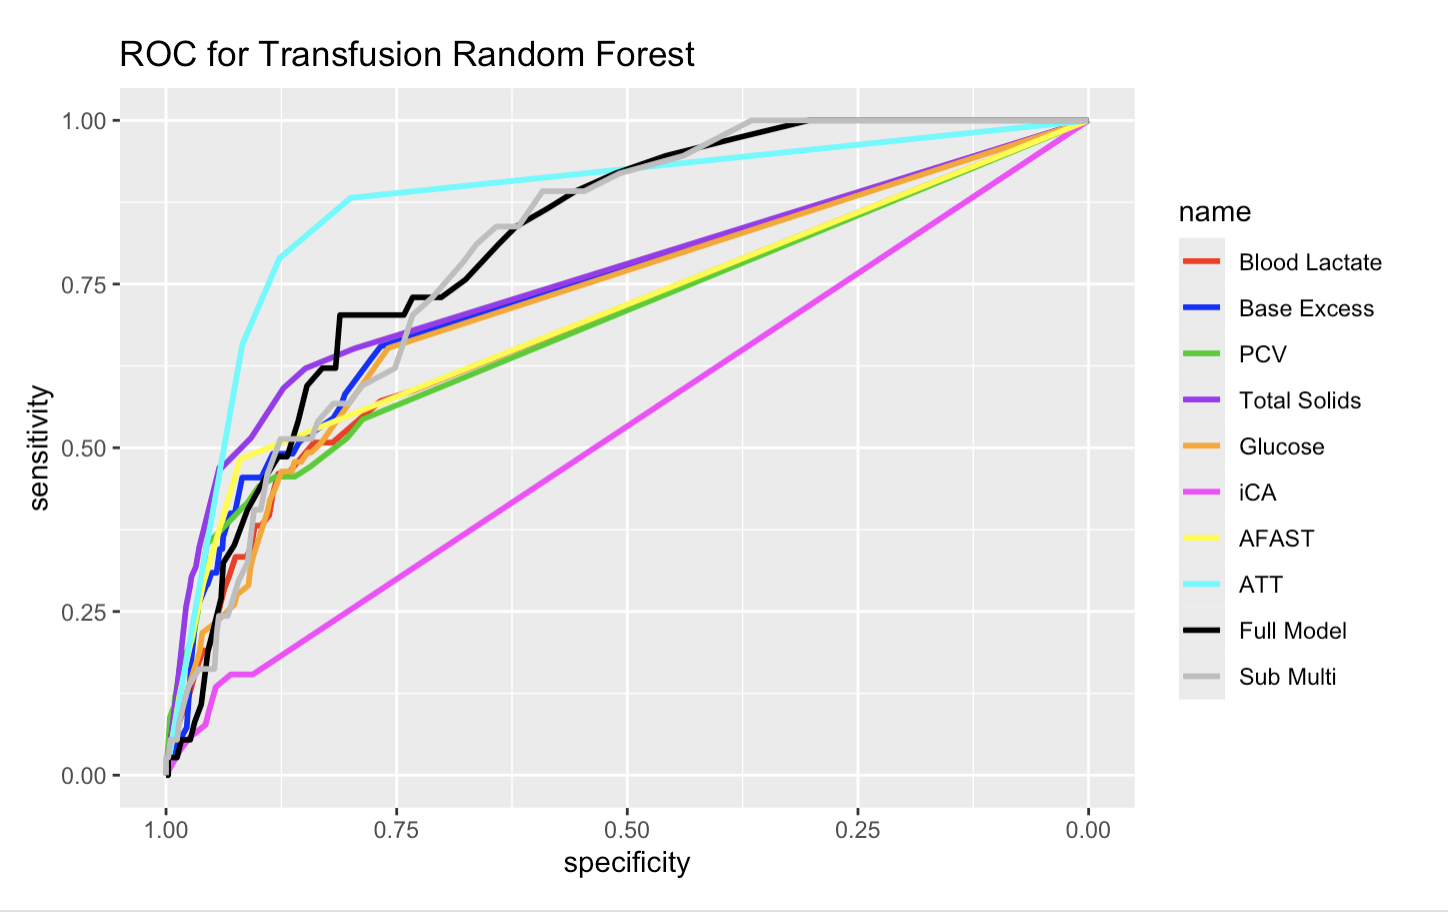 ROC for Transfusion Random Forest
1.00
0.75
0.50
0.25
0.00
sensitivity
1.00 0.75 0.50 0.25 0.00
specificity
name
Blood Lactate
Base Excess
PCV
Total Solids
Glucose
iCA
AFAST
ATT
Full Model
Sub Multi